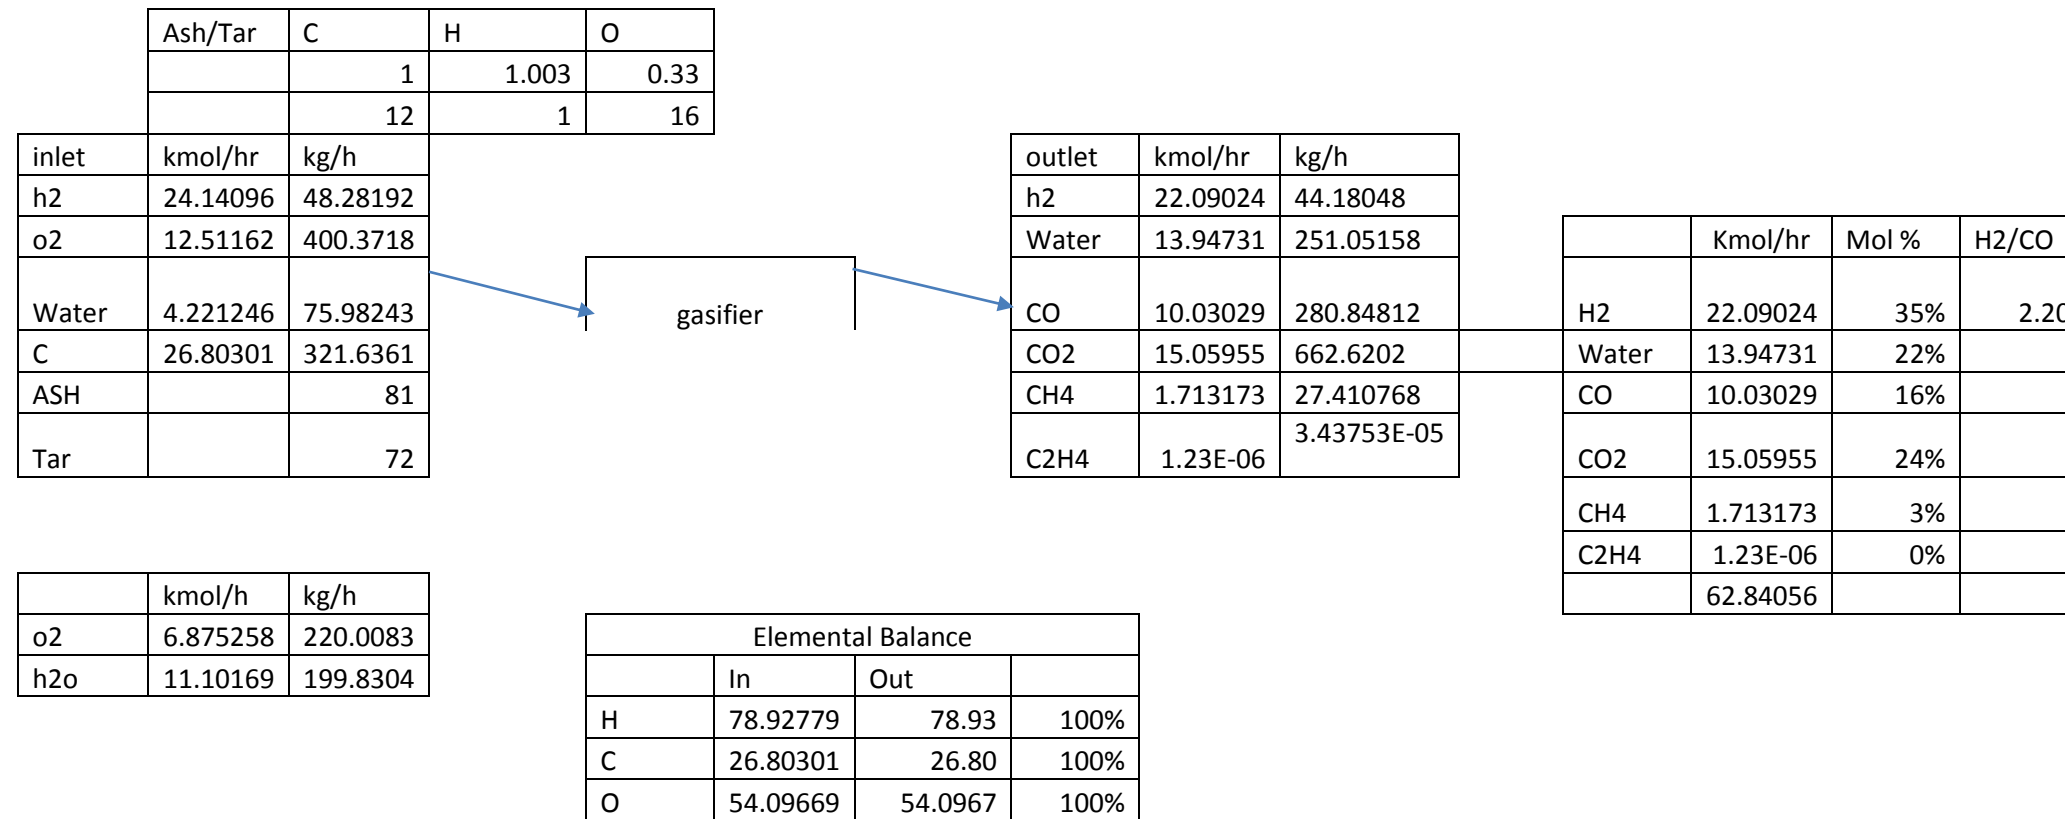 Ash/Tar C H O
1 1.003 0.33
12 1 16
inlet kmol/hr kg/h
h2 24.14096 48.28192
o2 12.51162 400.3718
Water 4.221246 75.98243
C 26.80301 321.6361
ASH 81
Tar 72
gasifier
outlet kmol/hr kg/h
h2 22.09024 44.18048
Water 13.94731 251.05158
CO 10.03029 280.84812
CO2 15.05955 662.6202
CH4 1.713173 27.410768
C2H4 1.23E-06 3.43753E-05
Kmol/hr Mol % H2/CO
H2 22.09024 35% 2.20
Water 13.94731 22%
CO 10.03029 16%
CO2 15.05955 24%
CH4 1.713173 3%
C2H4 1.23E-06 0%
62.84056
kmol/h kg/h
o2 6.875258 220.0083
h2o 11.10169 199.8304
Elemental Balance
In Out
H 78.92779 78.93 100%
C 26.80301 26.80 100%
O 54.09669 54.0967 100%